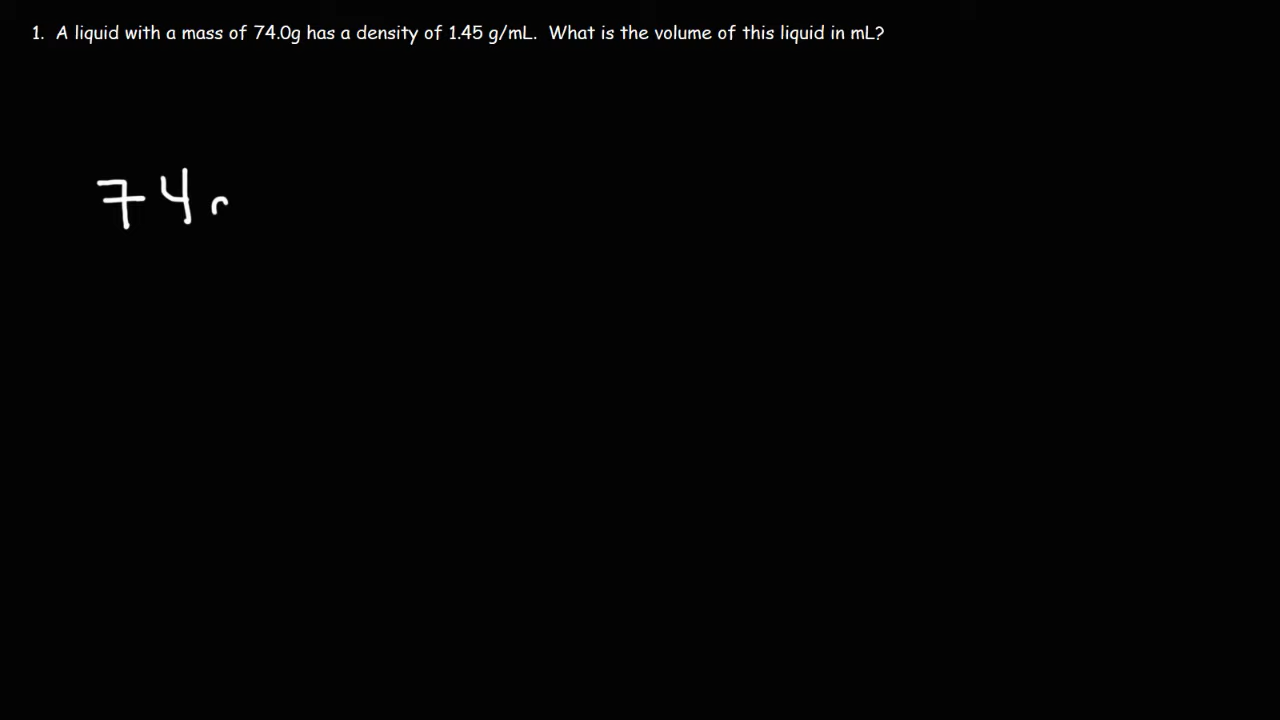 1. A liquid with a mass of 74.0g has a density of 1.45 g/mL. What is the volume of this liquid in mL?
74